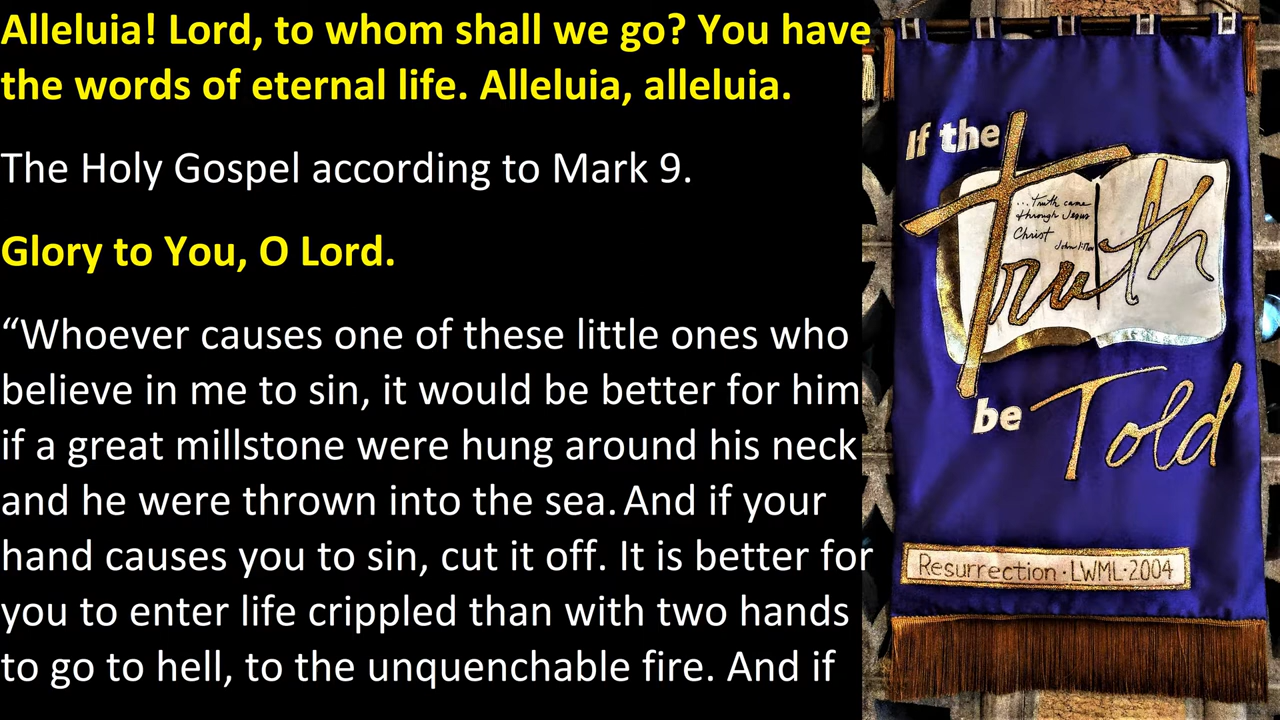 Alleluia! Lord, to whom shall we go? You have
the words of eternal life. Alleluia, alleluia.
The Holy Gospel according to Mark 9.
Glory to You, O Lord.
“Whoever causes one of these little ones who
believe in me to sin, it would be better for him
if a great millstone were hung around his neck
and he were thrown into the sea. And if your
hand causes you to sin, cut it off. It is better for
you to enter life crippled than with two hands
to go to hell, to the unquenchable fire. And if
If the
Truth
...Truth came
through Jesus
Christ
John
be Told
Resurrection · LWML · 2004